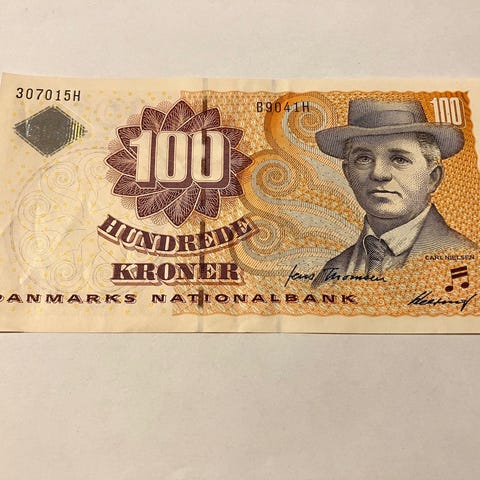 307015H
B9041H
100
100
HUNDREDE
KRONER
CARL NIELSEN
DANMARKS NATIONALBANK